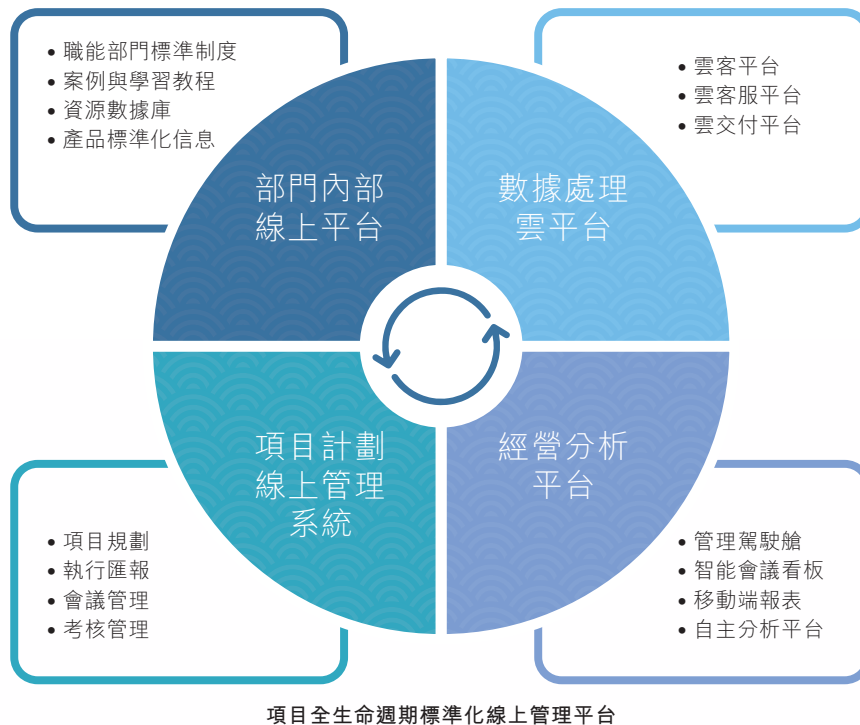 • 職能部門標準制度
• 案例與學習教程
• 資源數據庫
• 產品標準化信息
部門內部
線上平台
• 雲客平台
• 雲客服平台
• 雲交付平台
數據處理
雲平台
項目計劃
線上管理
系統
• 項目規劃
• 執行匯報
• 會議管理
• 考核管理
經營分析
平台
• 管理駕駛艙
• 智能會議看板
• 移動端報表
• 自主分析平台
項目全生命週期標準化線上管理平台